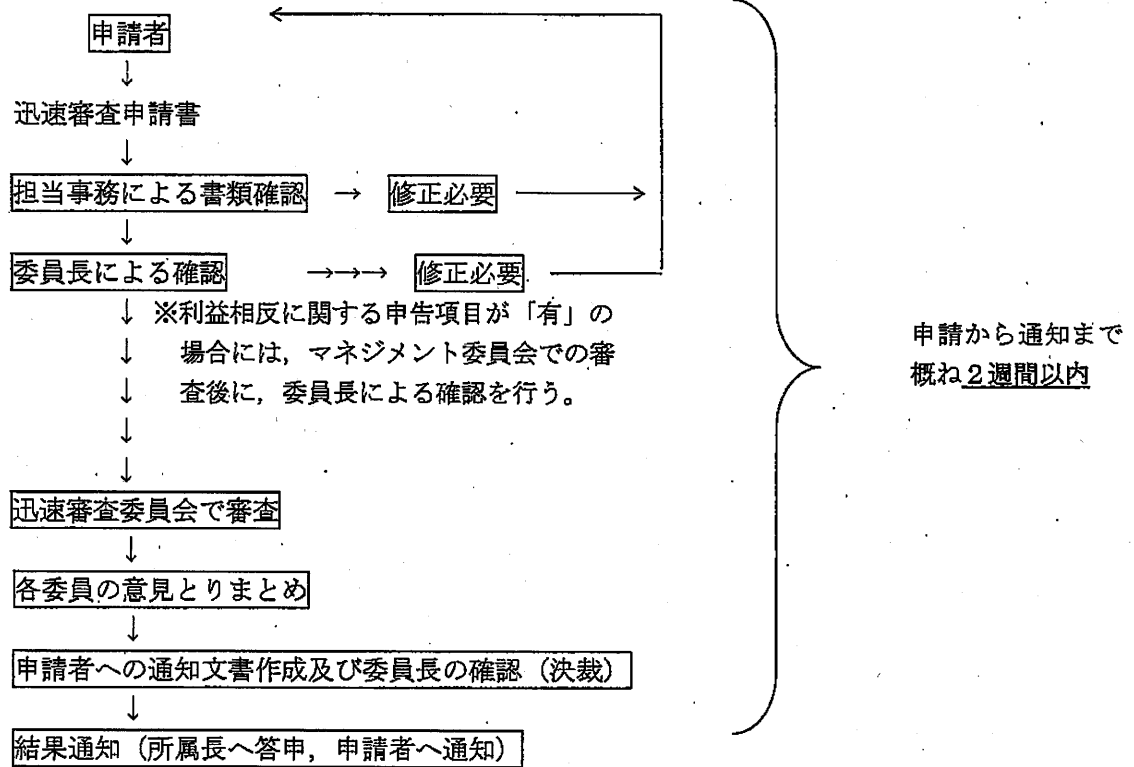 申請者
↓
迅速審査申請書
↓
担当事務による書類確認 → 修正必要
↓
委員長による確認 →→→ 修正必要
↓ ※利益相反に関する申告項目が「有」の
↓ 場合には，マネジメント委員会での審
↓ 査後に，委員長による確認を行う。
↓
↓
迅速審査委員会で審査
↓
各委員の意見とりまとめ
↓
申請者への通知文書作成及び委員長の確認（決裁）
↓
結果通知（所属長へ答申，申請者へ通知）
申請から通知まで
概ね２週間以内